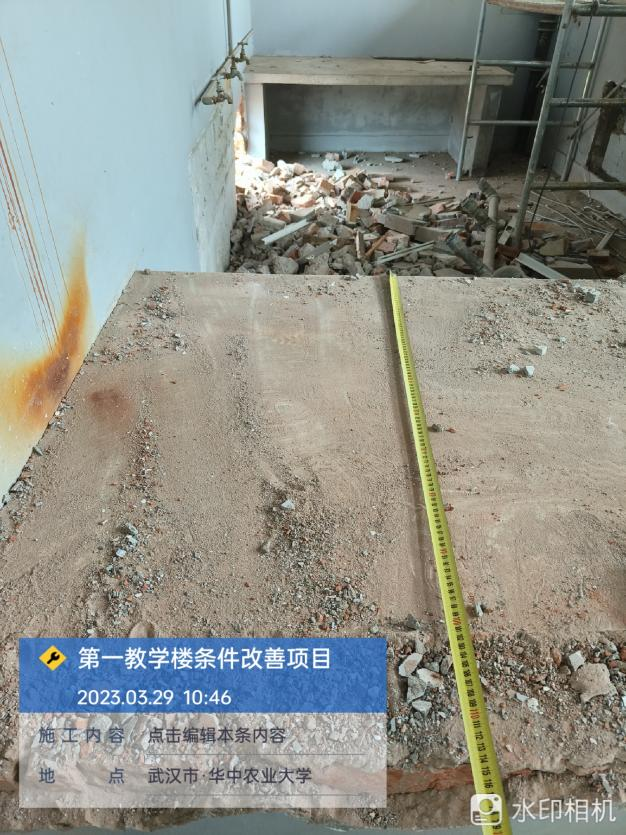 第一教学楼条件改善项目
2023.03.29 10:46
施工内容 点击编辑本条内容
地点 武汉市·华中农业大学
水印相机